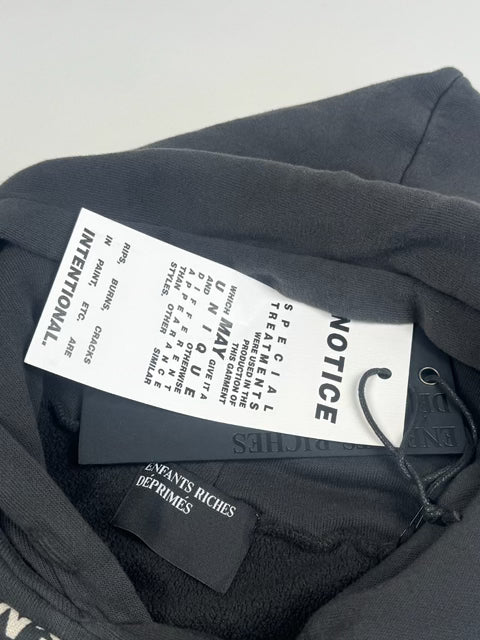 NOTICE
SPECIAL
TREATMENTS
WERE USED IN THE
PRODUCTION OF
THIS GARMENT
WHICH MAY GIVE IT A
UNIQUE
AND
DIFFERENT
APPEARANCE
THAN OTHER OTHERWISE SIMILAR
STYLES.
RIPS, BURNS, CRACKS
IN PAINT, ETC. ARE
INTENTIONAL.
ENFANTS RICHES
DÉ
ENFANTS RICHES
DÉPRIMÉS